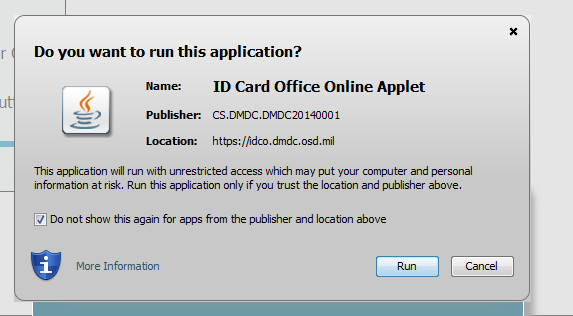 Do you want to run this application?
Name: ID Card Office Online Applet
Publisher: CS.DMDC.DMDC20140001
Location: https://idco.dmdc.osd.mil
This application will run with unrestricted access which may put your computer and personal
information at risk. Run this application only if you trust the location and publisher above.
Do not show this again for apps from the publisher and location above
More Information
Run
Cancel